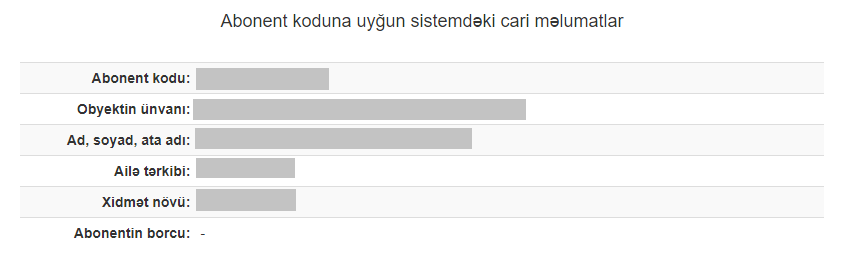 Abonent koduna uyğun sistemdəki cari məlumatlar
Abonent kodu:
Obyektin ünvanı:
Ad, soyad, ata adı:
Ailə tərkibi:
Xidmət növü:
Abonentin borcu: -